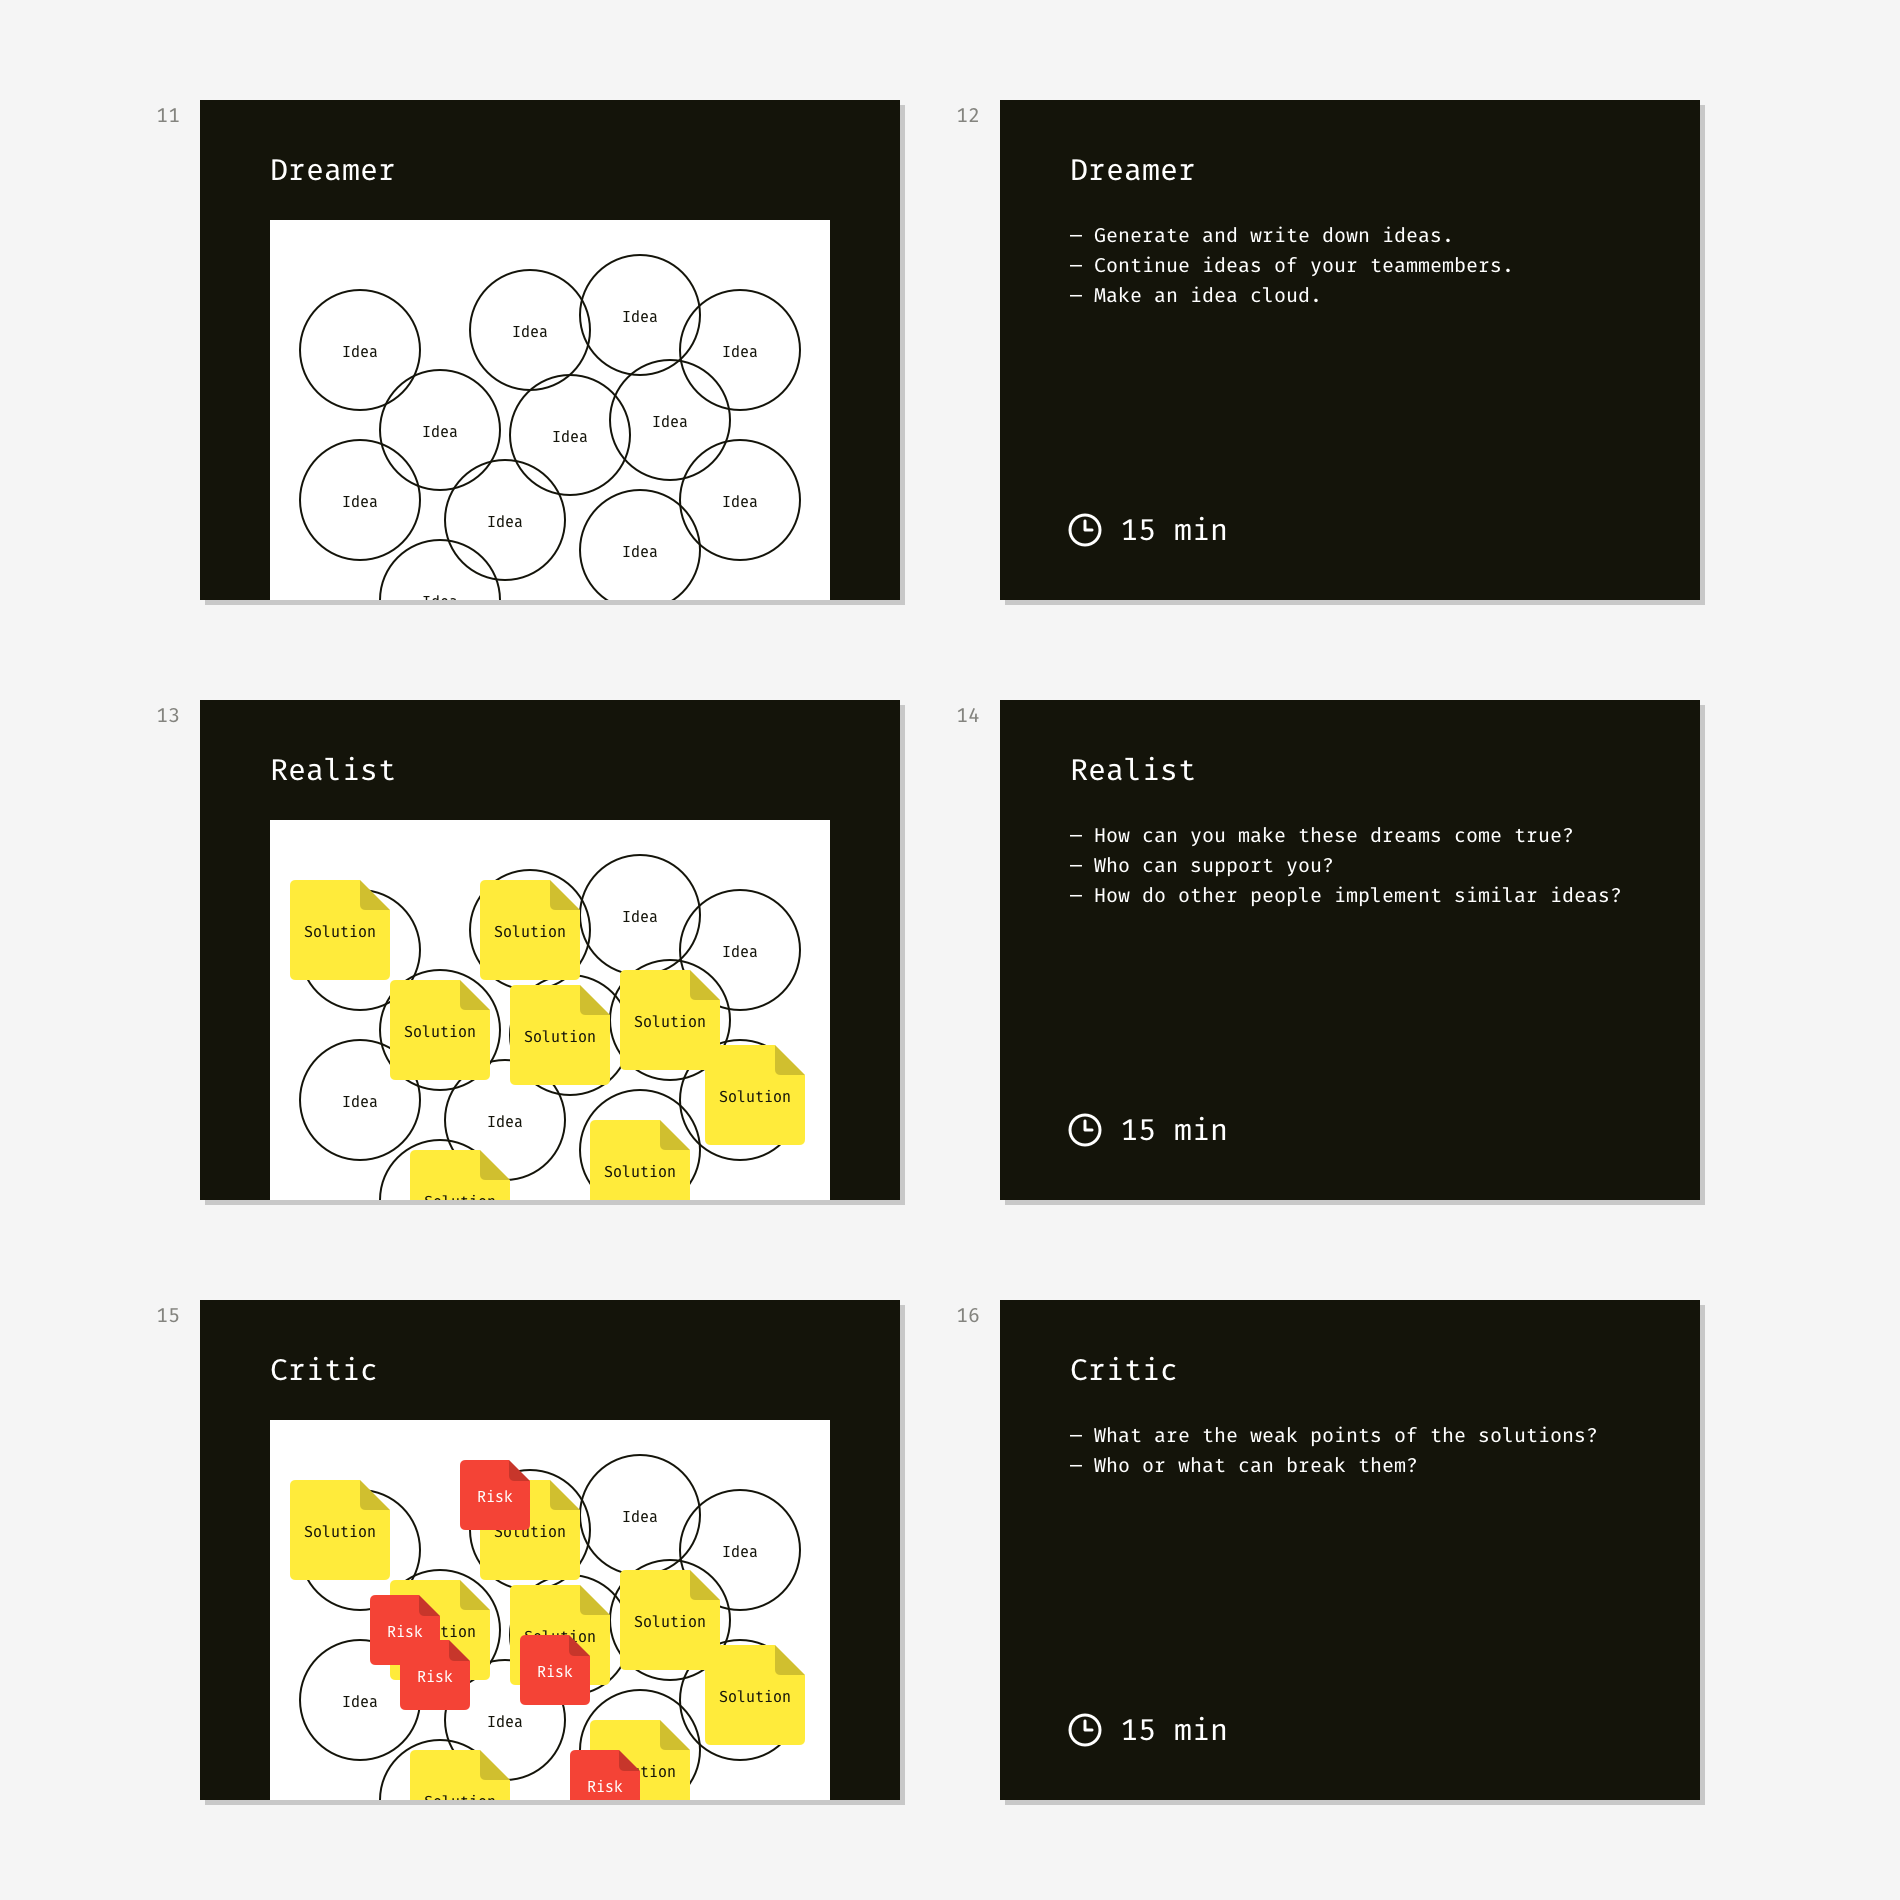 11
Dreamer
Idea
Idea
Idea
Idea
Idea
Idea
Idea
Idea
Idea
Idea
Idea
Idea
12
Dreamer
— Generate and write down ideas.
— Continue ideas of your teammembers.
— Make an idea cloud.
15 min
13
Realist
Idea
Solution
Solution
Idea
Solution
Solution
Solution
Solution
Idea
Idea
Solution
Solution
14
Realist
— How can you make these dreams come true?
— Who can support you?
— How do other people implement similar ideas?
15 min
15
Critic
Risk
Idea
Solution
Solution
Idea
Solution
Risk
tion
Solution
Risk
Risk
Solution
Idea
Idea
tion
Risk
Solution
16
Critic
— What are the weak points of the solutions?
— Who or what can break them?
15 min